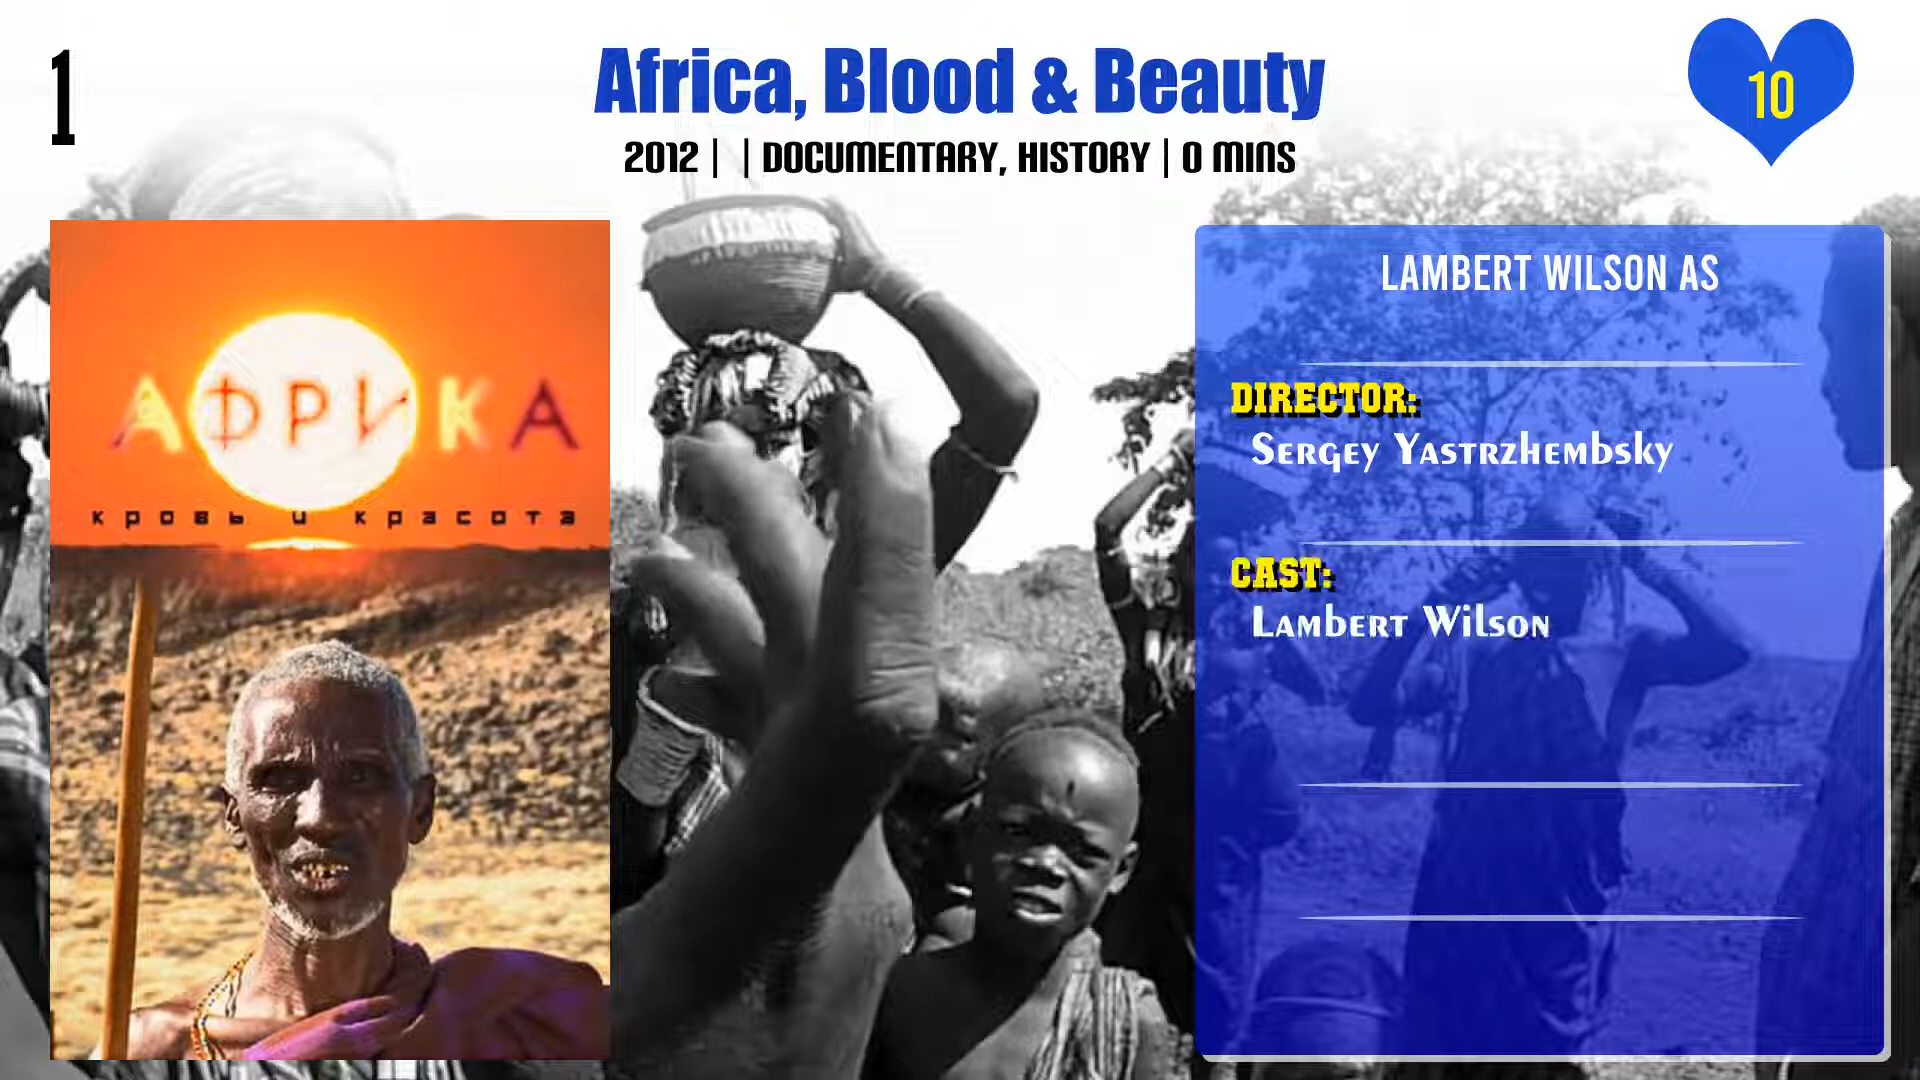 1
Africa, Blood & Beauty
10
2012 | | DOCUMENTARY, HISTORY | 0 MINS
АФРИКА
кровь и красота
LAMBERT WILSON AS
DIRECTOR:
Sergey Yastrzhembsky
CAST:
Lambert Wilson